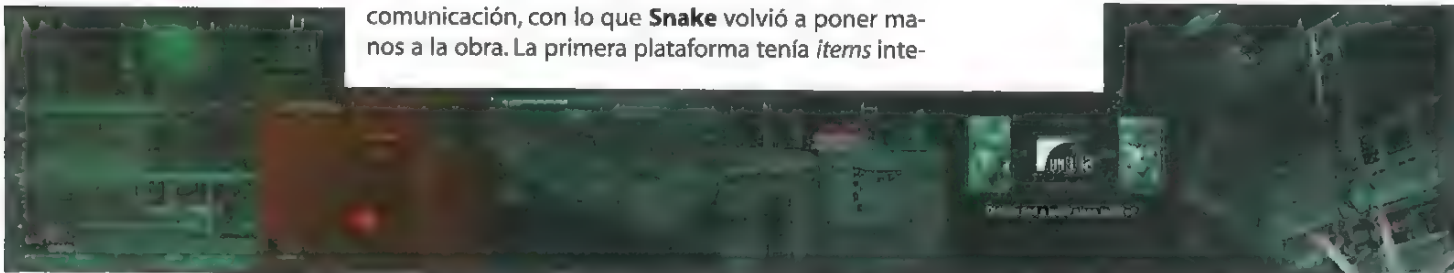 comunicación, con lo que Snake volvió a poner ma-
nos a la obra. La primera plataforma tenía items inte-